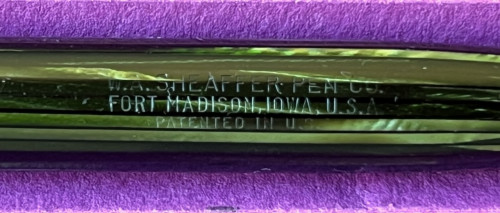 W.A. SHEAFFER PEN CO.
FORT MADISON, IOWA, U.S.A.
PATENTED IN U.